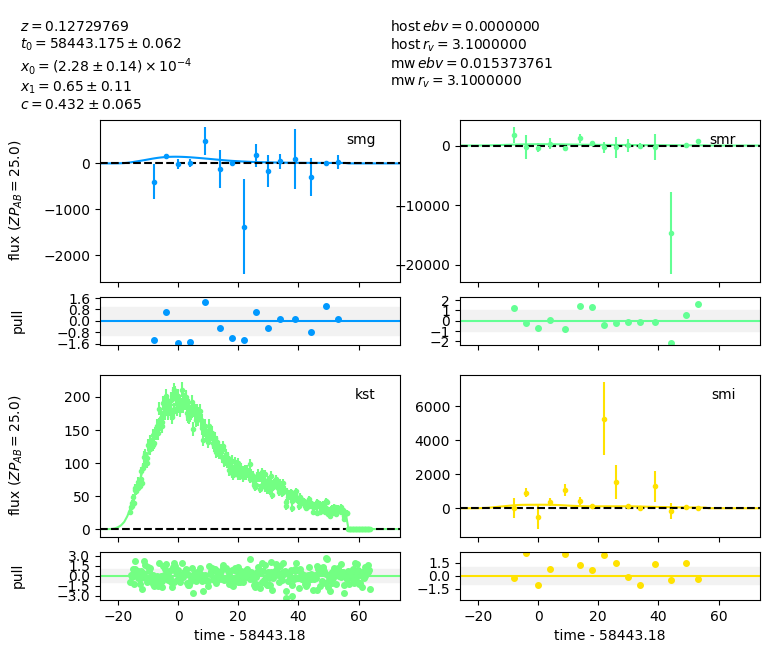 z = 0.12729769
t₀ = 58443.175 ± 0.062
x₀ = (2.28 ± 0.14) × 10⁻⁴
x₁ = 0.65 ± 0.11
c = 0.432 ± 0.065
host ebv = 0.0000000
host r_v = 3.1000000
mw ebv = 0.015373761
mw r_v = 3.1000000
flux (ZP_AB = 25.0)
0
−1000
−2000
smg
0
−10000
−20000
smr
pull
1.6
0.8
0.0
−0.8
−1.6
2
1
0
−1
−2
flux (ZP_AB = 25.0)
200
150
100
50
0
kst
6000
4000
2000
0
smi
pull
3.0
1.5
0.0
−1.5
−3.0
1.5
0.0
−1.5
−20 0 20 40 60
−20 0 20 40 60
time - 58443.18
time - 58443.18